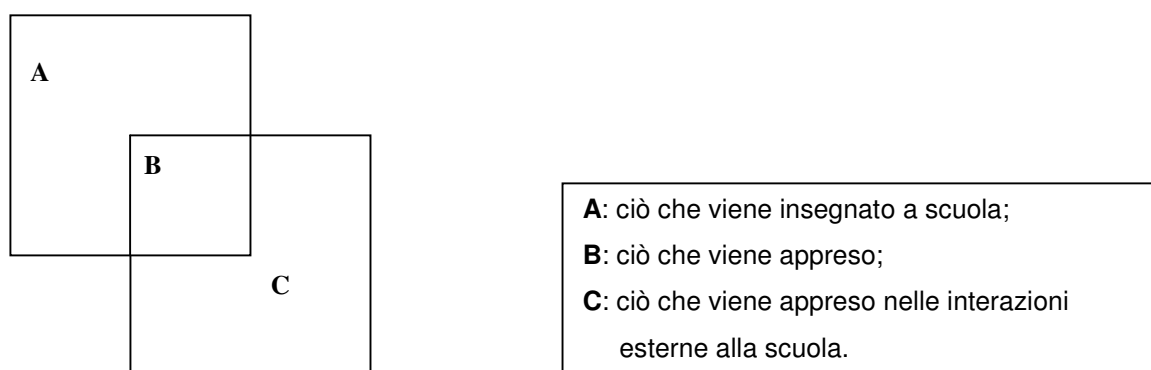 A
B
C
A: ciò che viene insegnato a scuola;
B: ciò che viene appreso;
C: ciò che viene appreso nelle interazioni
esterne alla scuola.